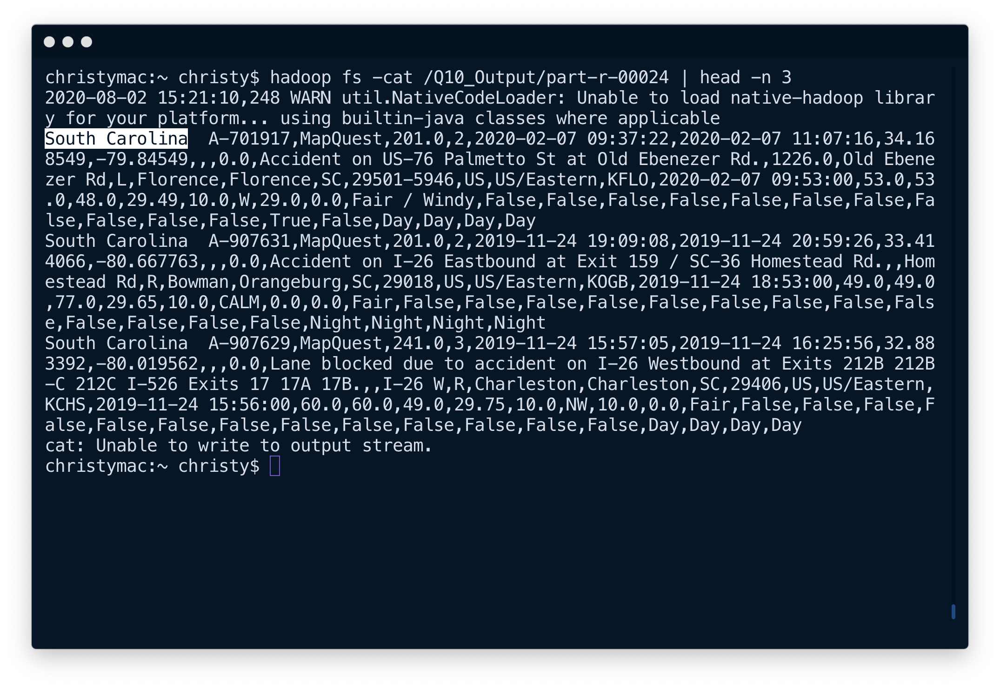 christymac:~ christy$ hadoop fs -cat /Q10_Output/part-r-00024 | head -n 3
2020-08-02 15:21:10,248 WARN util.NativeCodeLoader: Unable to load native-hadoop librar
y for your platform... using builtin-java classes where applicable
South Carolina  A-701917,MapQuest,201.0,2,2020-02-07 09:37:22,2020-02-07 11:07:16,34.16
8549,-79.84549,,,0.0,Accident on US-76 Palmetto St at Old Ebenezer Rd.,1226.0,Old Ebene
zer Rd,L,Florence,Florence,SC,29501-5946,US,US/Eastern,KFLO,2020-02-07 09:53:00,53.0,53
.0,48.0,29.49,10.0,W,29.0,0.0,Fair / Windy,False,False,False,False,False,False,False,Fa
lse,False,False,False,True,False,Day,Day,Day,Day
South Carolina  A-907631,MapQuest,201.0,2,2019-11-24 19:09:08,2019-11-24 20:59:26,33.41
4066,-80.667763,,,0.0,Accident on I-26 Eastbound at Exit 159 / SC-36 Homestead Rd.,,Hom
estead Rd,R,Bowman,Orangeburg,SC,29018,US,US/Eastern,KOGB,2019-11-24 18:53:00,49.0,49.0
,77.0,29.65,10.0,CALM,0.0,0.0,Fair,False,False,False,False,False,False,False,False,Fals
e,False,False,False,False,Night,Night,Night,Night
South Carolina  A-907629,MapQuest,241.0,3,2019-11-24 15:57:05,2019-11-24 16:25:56,32.88
3392,-80.019562,,,0.0,Lane blocked due to accident on I-26 Westbound at Exits 212B 212B
-C 212C I-526 Exits 17 17A 17B.,,I-26 W,R,Charleston,Charleston,SC,29406,US,US/Eastern,
KCHS,2019-11-24 15:56:00,60.0,60.0,49.0,29.75,10.0,NW,10.0,0.0,Fair,False,False,False,F
alse,False,False,False,False,False,False,False,False,False,Day,Day,Day,Day
cat: Unable to write to output stream.
christymac:~ christy$